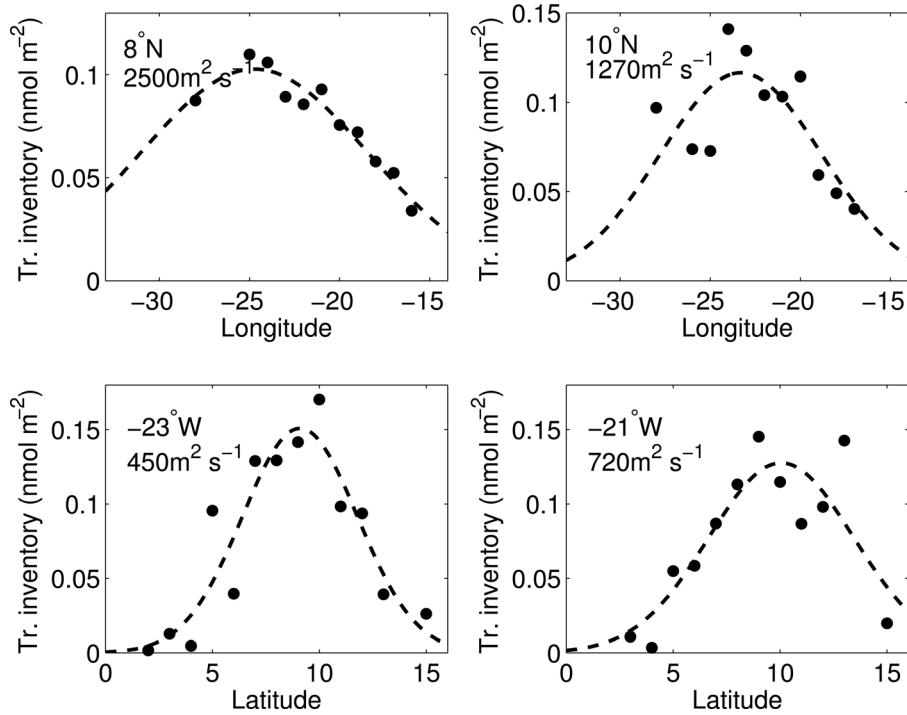 8°N
2500m² s⁻¹
Tr. inventory (nmol m⁻²)
0.1
0.05
0
−30
−25
−20
−15
Longitude
10°N
1270m² s⁻¹
Tr. inventory (nmol m⁻²)
0.15
0.1
0.05
0
−30
−25
−20
−15
Longitude
−23°W
450m² s⁻¹
Tr. inventory (nmol m⁻²)
0.15
0.1
0.05
0
0
5
10
15
Latitude
−21°W
720m² s⁻¹
Tr. inventory (nmol m⁻²)
0.15
0.1
0.05
0
0
5
10
15
Latitude